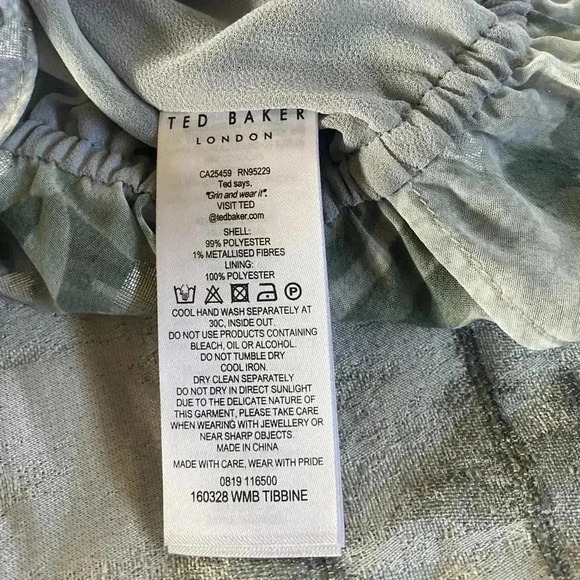 TED BAKER
LONDON
CA25459 RN95229
Ted says,
"Grin and wear it".
VISIT TED
@tedbaker.com
SHELL:
99% POLYESTER
1% METALLISED FIBRES
LINING:
100% POLYESTER
P
COOL HAND WASH SEPARATELY AT
30C, INSIDE OUT.
DO NOT USE PRODUCTS CONTAINING
BLEACH, OIL OR ALCOHOL.
DO NOT TUMBLE DRY
COOL IRON.
DRY CLEAN SEPARATELY
DO NOT DRY IN DIRECT SUNLIGHT
DUE TO THE DELICATE NATURE OF
THIS GARMENT, PLEASE TAKE CARE
WHEN WEARING WITH JEWELLERY OR
NEAR SHARP OBJECTS.
MADE IN CHINA
MADE WITH CARE, WEAR WITH PRIDE
0819 116500
160328 WMB TIBBINE